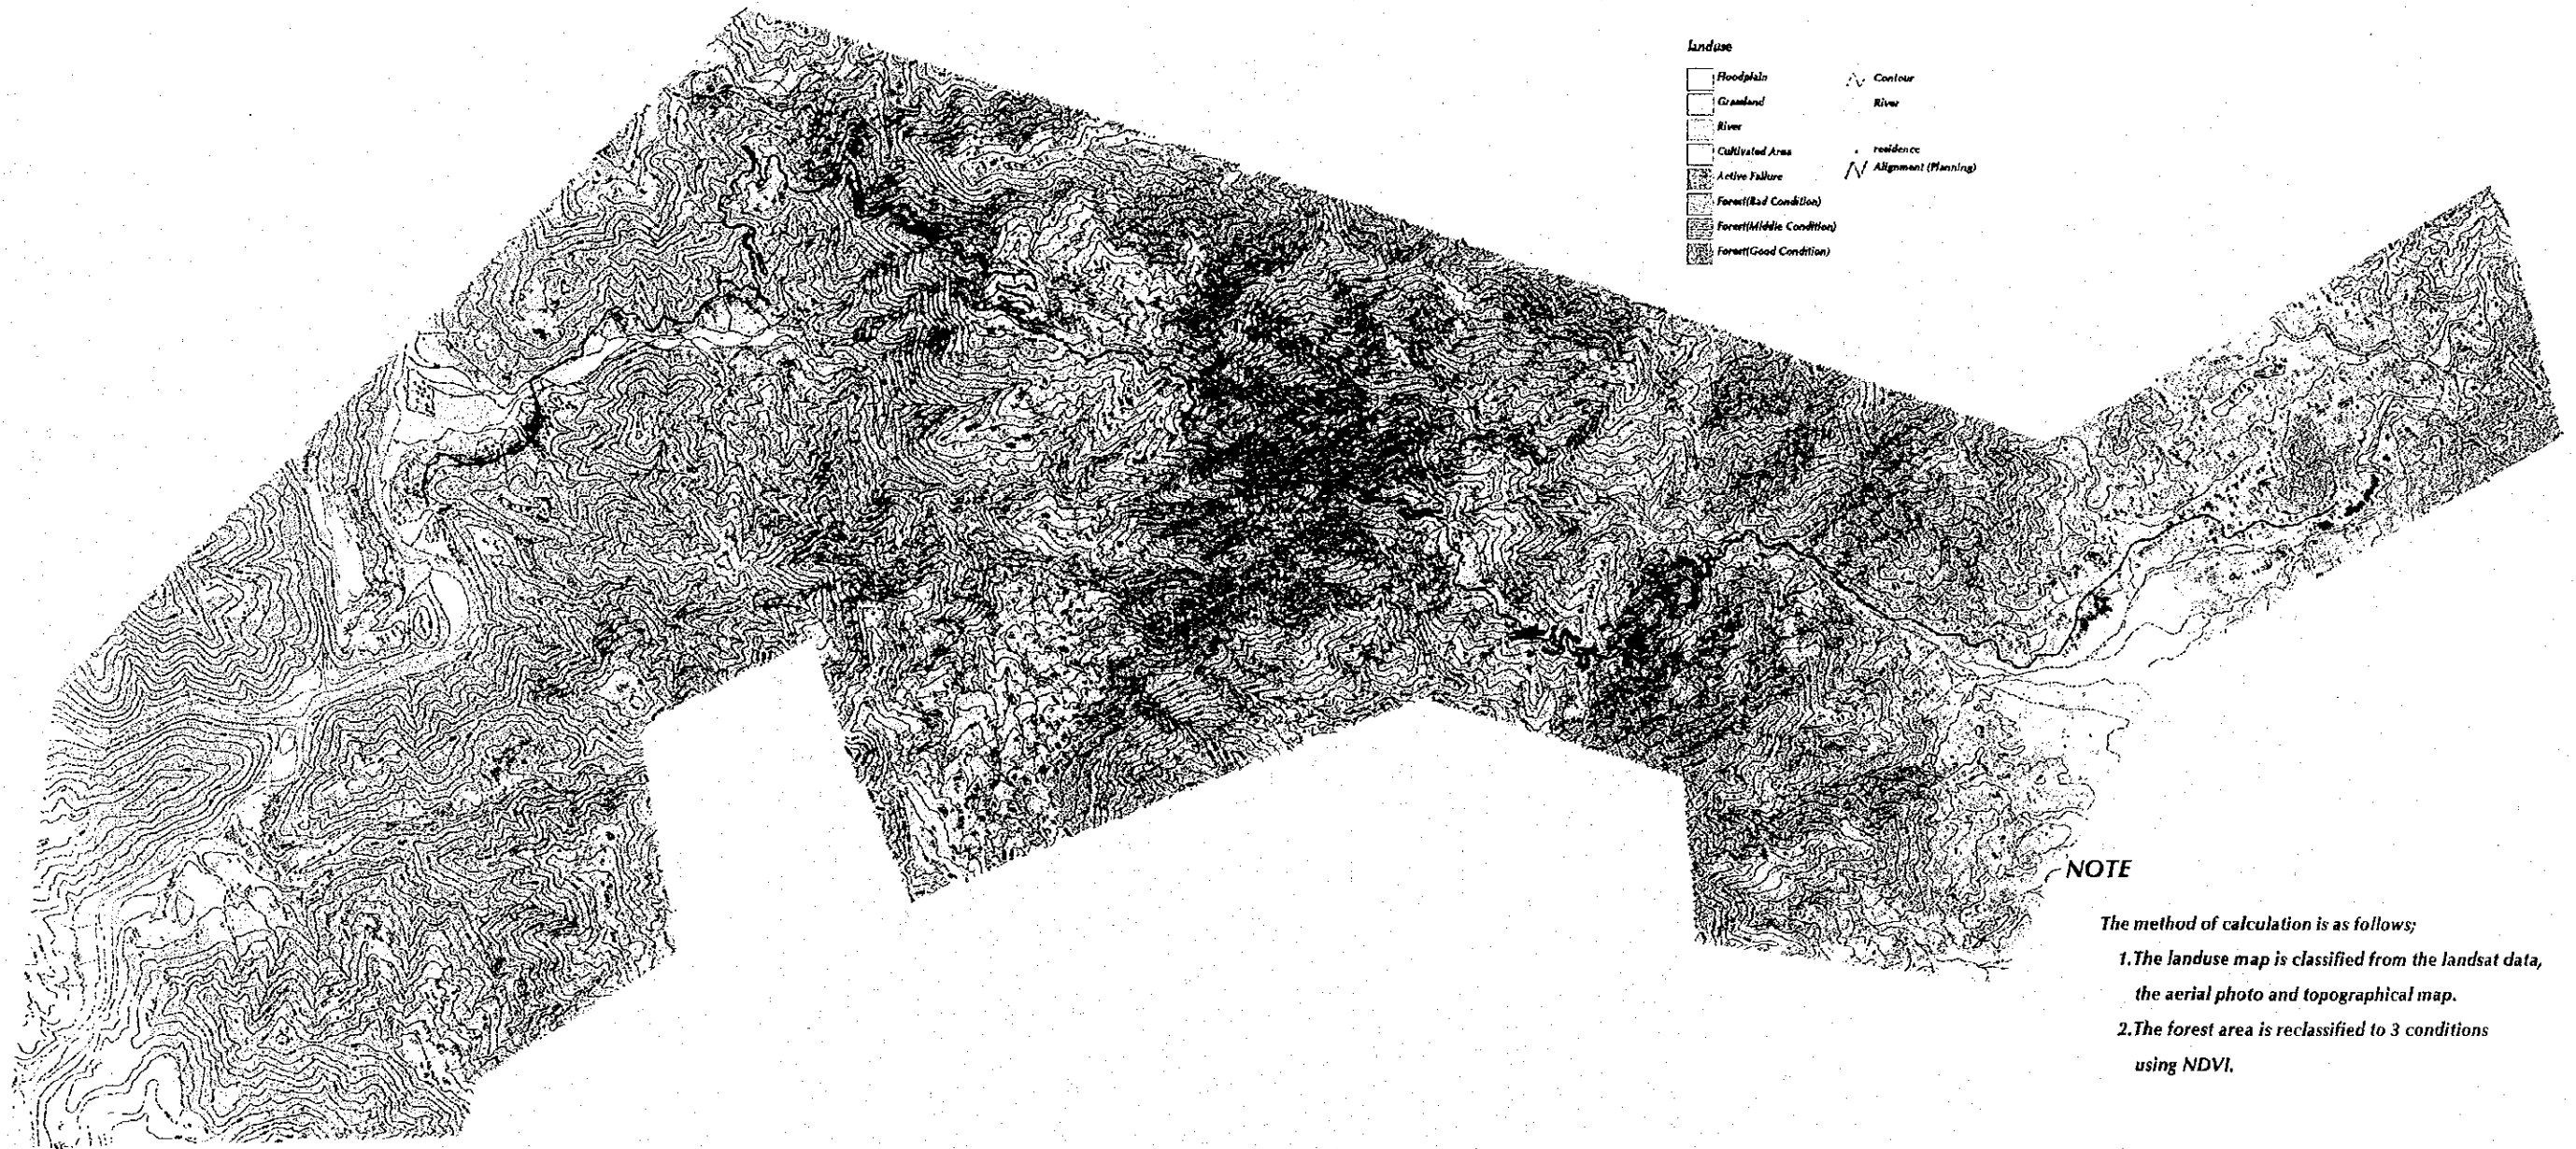 landuse
Floodplain
Grassland
River
Cultivated Area
Active Failure
Forest(Bad Condition)
Forest(Middle Condition)
Forest(Good Condition)
Contour
River
residence
Alignment (Planning)
NOTE
The method of calculation is as follows;
1.The landuse map is classified from the landsat data,
the aerial photo and topographical map.
2.The forest area is reclassified to 3 conditions
using NDVI.